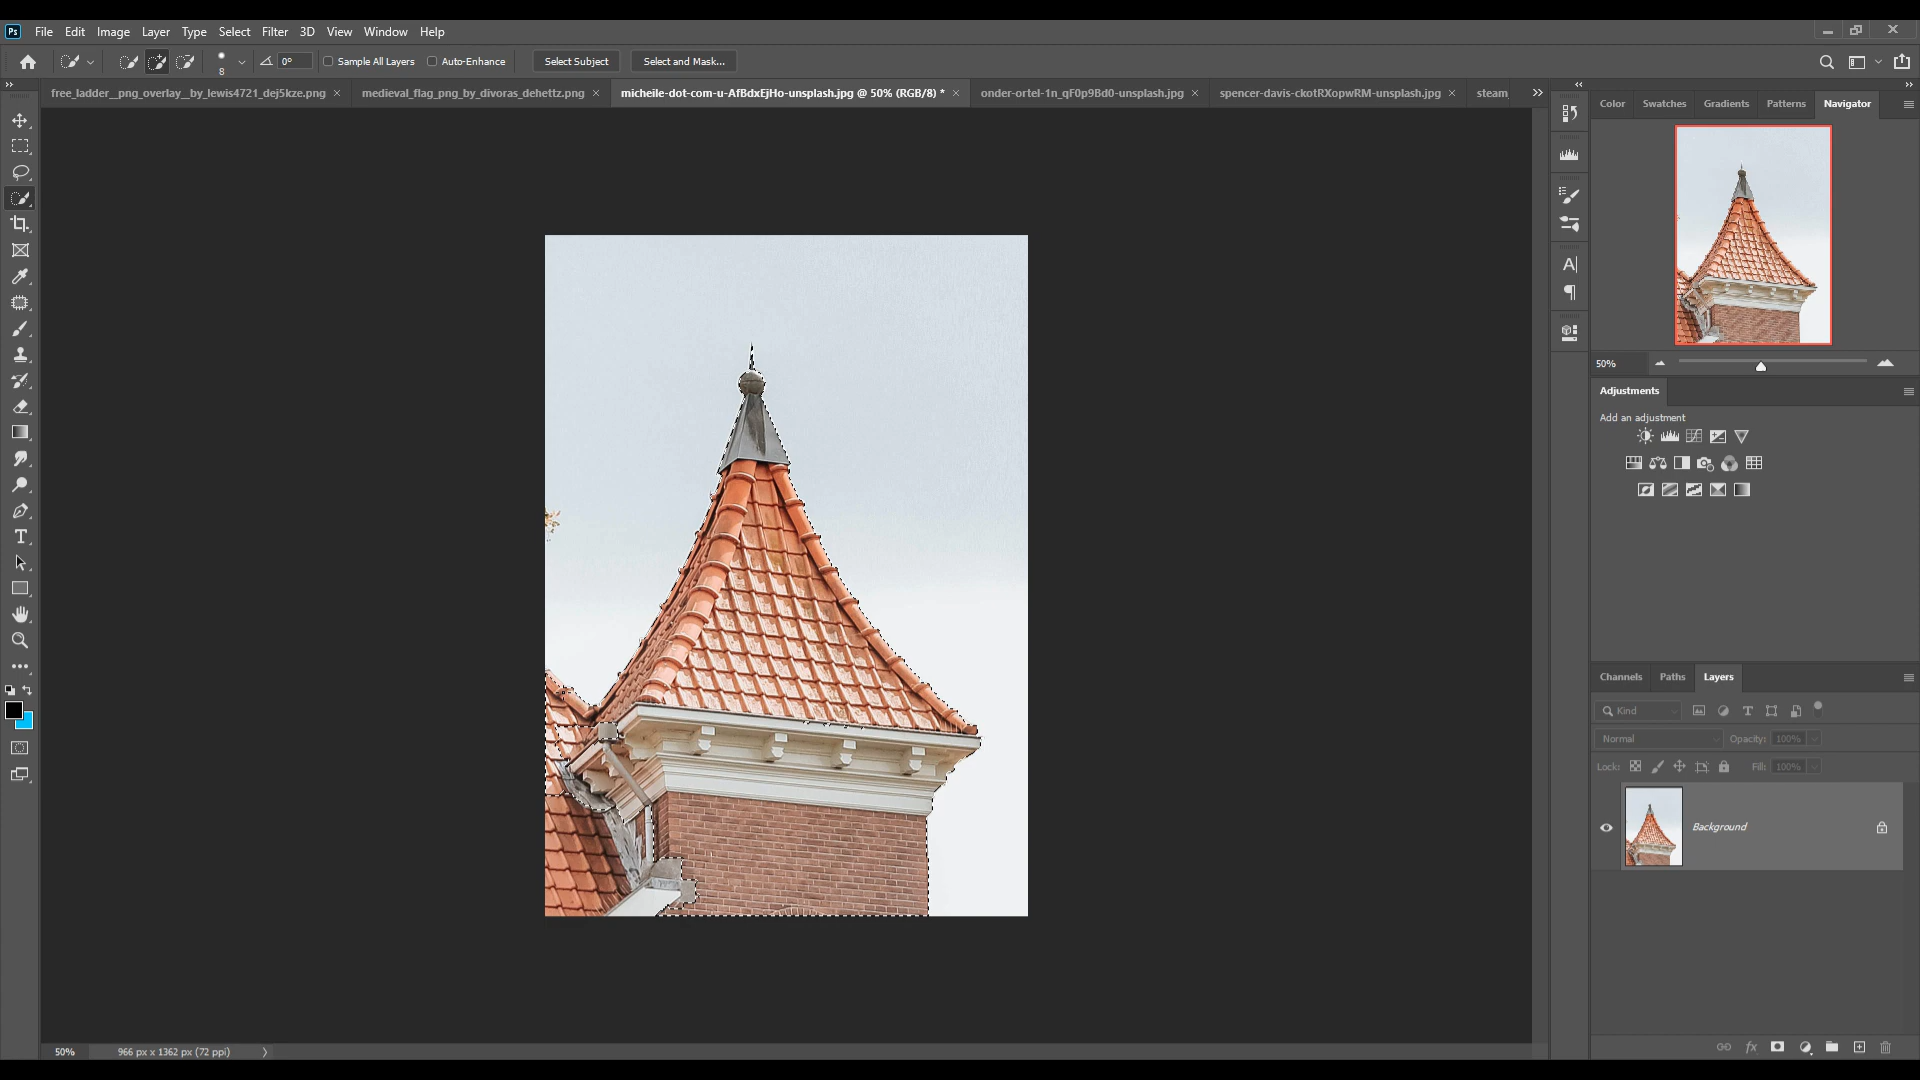 Ps File Edit Image Layer Type Select Filter 3D View Window Help
8 0° Sample All Layers Auto-Enhance Select Subject Select and Mask...
free_ladder__png_overlay__by_lewis4721_dej5kze.png × medieval_flag_png_by_divoras_dehettz.png × micheile-dot-com-u-AfBdxEjHo-unsplash.jpg @ 50% (RGB/8) * × onder-ortel-1n_qF0p9Bd0-unsplash.jpg × spencer-davis-ckotRXopwRM-unsplash.jpg × steam
Color Swatches Gradients Patterns Navigator
50%
Adjustments
Add an adjustment
Channels Paths Layers
Kind
Normal Opacity: 100%
Lock: Fill: 100%
Background
50% 966 px x 1362 px (72 ppi)